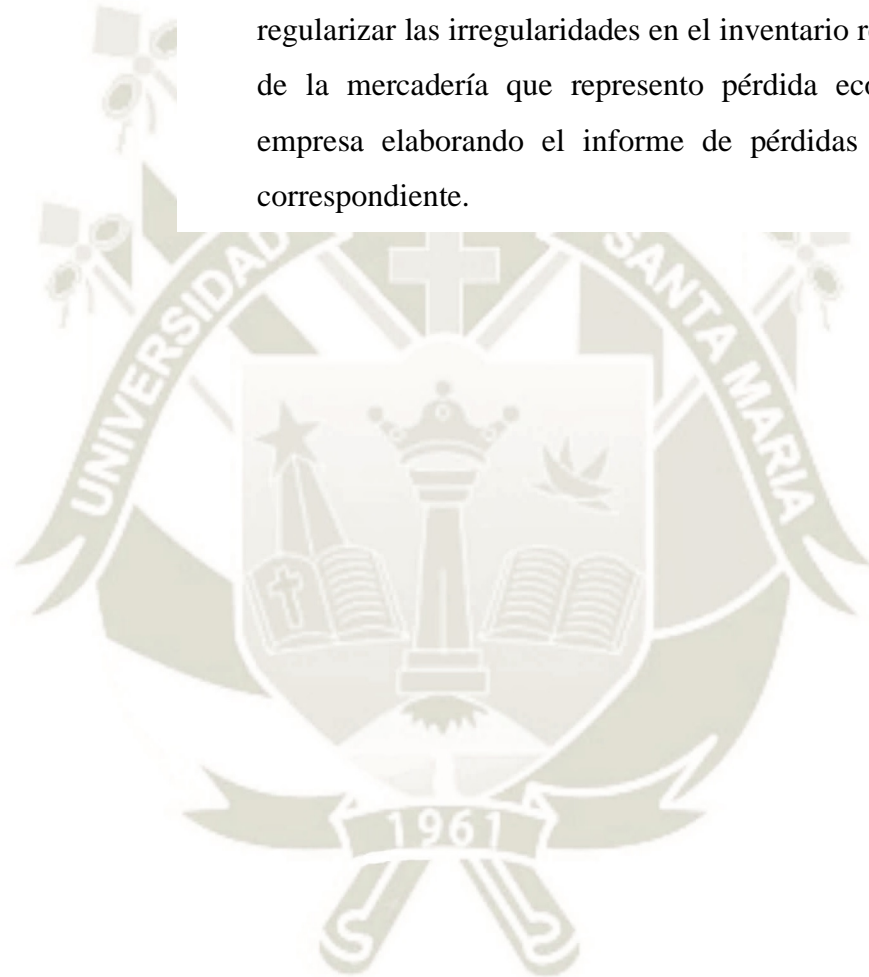 regularizar las irregularidades en el inventario r
de la mercadería que represento pérdida eco
empresa elaborando el informe de pérdidas
correspondiente.
UNIVERSIDAD SANTA MARIA
1961